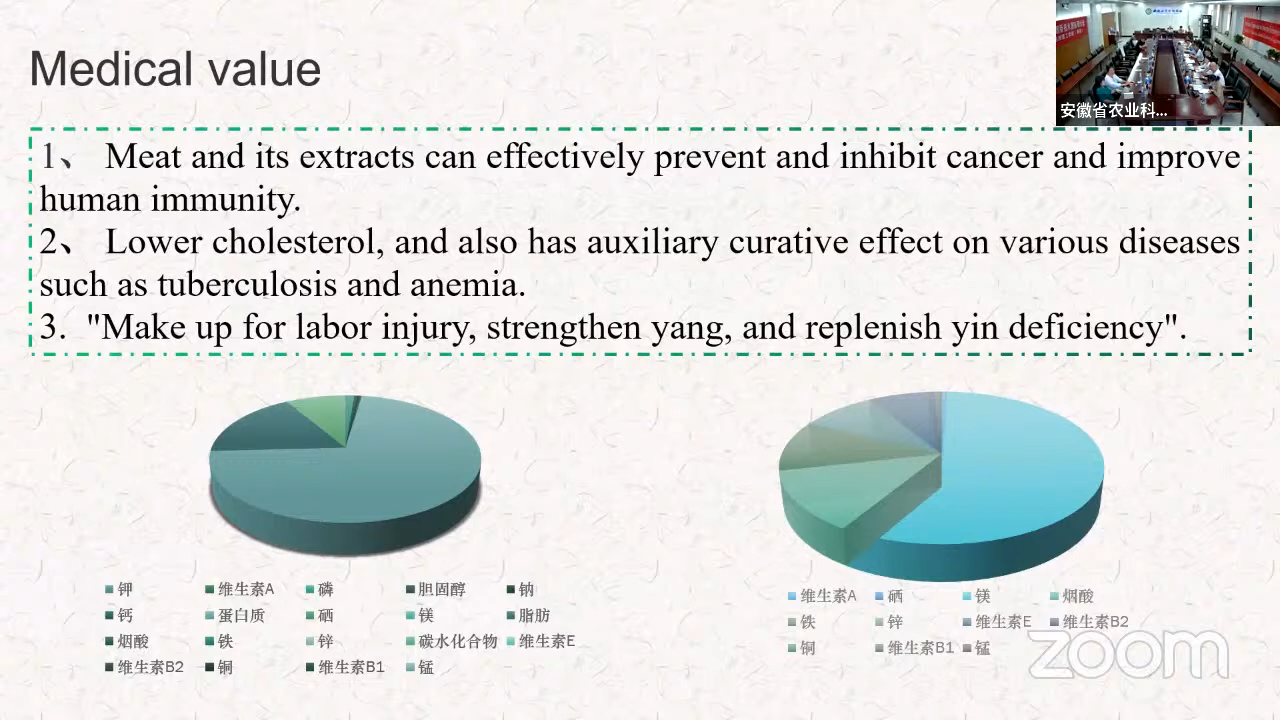 Medical value
安徽省农业科...
1、 Meat and its extracts can effectively prevent and inhibit cancer and improve
human immunity.
2、 Lower cholesterol, and also has auxiliary curative effect on various diseases
such as tuberculosis and anemia.
3. "Make up for labor injury, strengthen yang, and replenish yin deficiency".
钾 维生素A 磷 胆固醇 钠
钙 蛋白质 硒 镁 脂肪
烟酸 铁 锌 碳水化合物 维生素E
维生素B2 铜 维生素B1 锰
维生素A 硒 镁 烟酸
铁 锌 维生素E 维生素B2
铜 维生素B1 锰
zoom